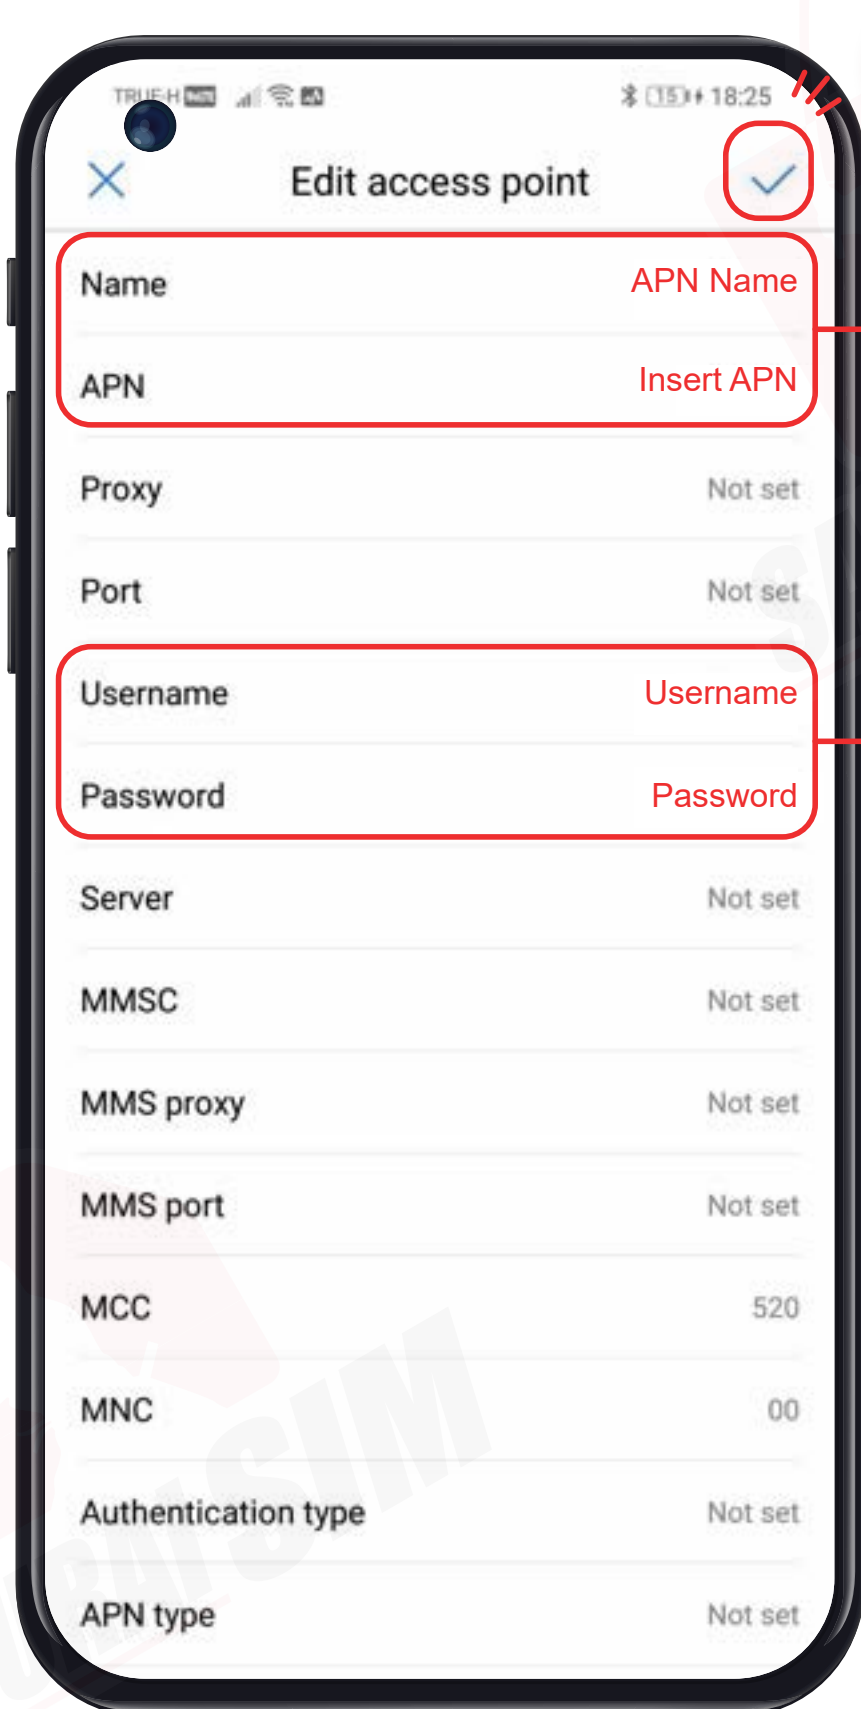 TRUE-H
15 18:25
Edit access point
Name APN Name
APN Insert APN
Proxy Not set
Port Not set
Username Username
Password Password
Server Not set
MMSC Not set
MMS proxy Not set
MMS port Not set
MCC 520
MNC 00
Authentication type Not set
APN type Not set